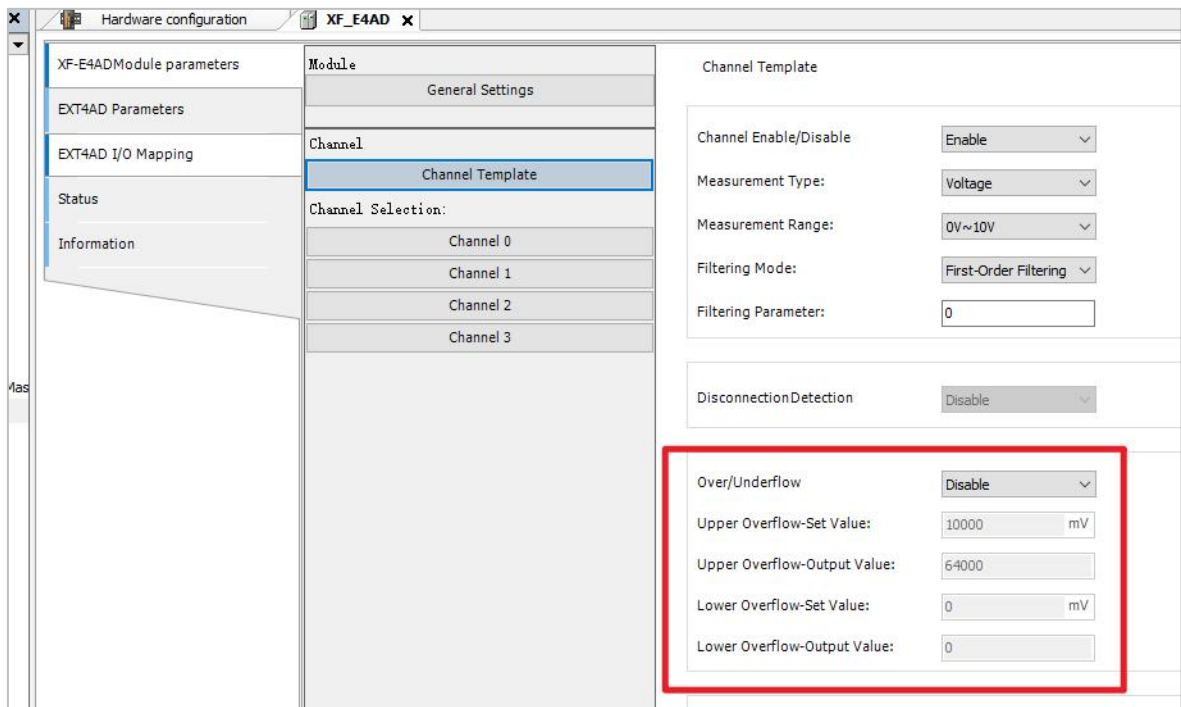 Hardware configuration
XF_E4AD
XF-E4ADModule parameters
EXT4AD Parameters
EXT4AD I/O Mapping
Status
Information
Mas
Module
General Settings
Channel
Channel Template
Channel Selection:
Channel 0
Channel 1
Channel 2
Channel 3
Channel Template
Channel Enable/Disable Enable
Measurement Type: Voltage
Measurement Range: 0V~10V
Filtering Mode: First-Order Filtering
Filtering Parameter: 0
DisconnectionDetection Disable
Over/Underflow Disable
Upper Overflow-Set Value: 10000 mV
Upper Overflow-Output Value: 64000
Lower Overflow-Set Value: 0 mV
Lower Overflow-Output Value: 0